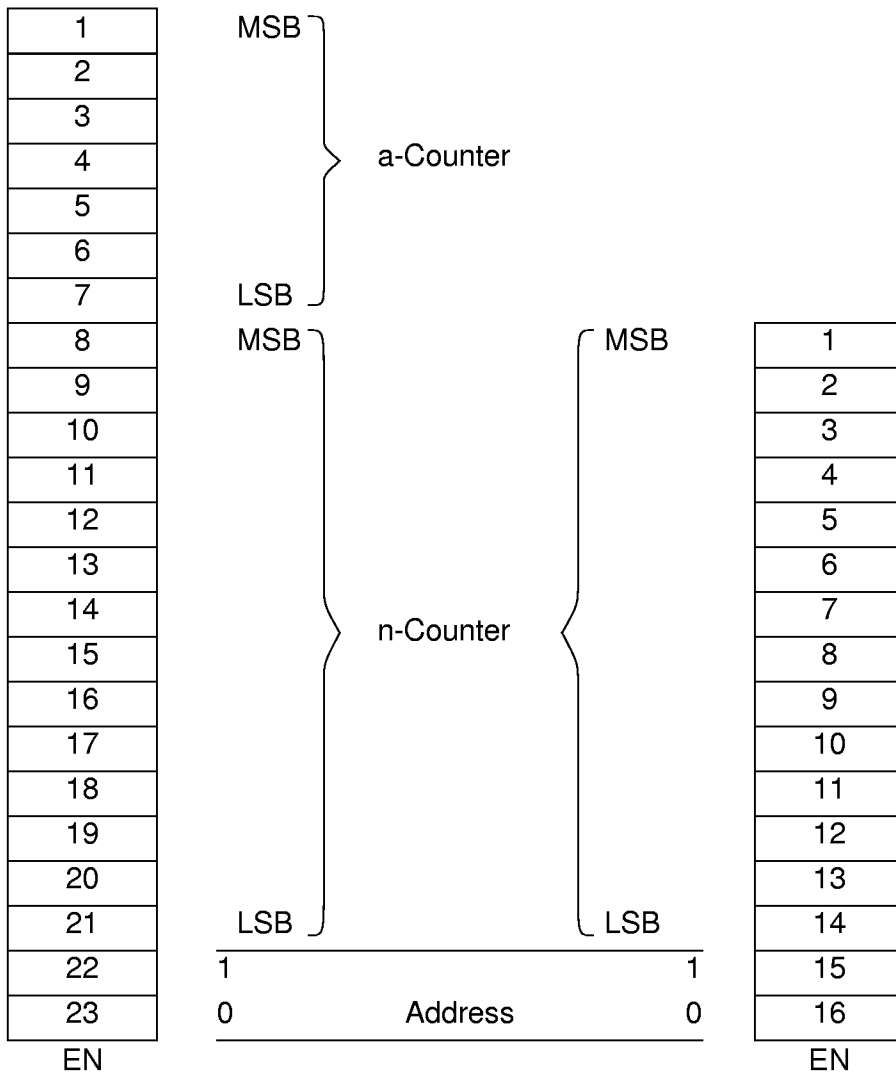 1 MSB
2
3
4 a-Counter
5
6
7 LSB
8 MSB MSB 1
9 2
10 3
11 4
12 5
13 6
14 n-Counter 7
15 8
16 9
17 10
18 11
19 12
20 13
21 LSB LSB 14
22 1 1 15
23 0 Address 0 16
EN EN